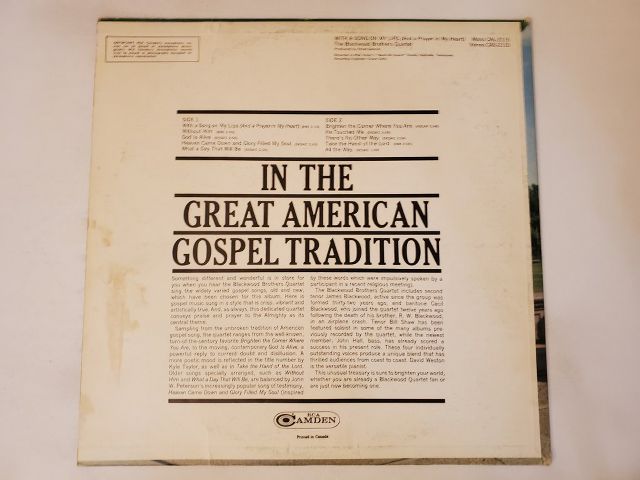 WITH A SONG ON MY LIPS (And a Prayer in My Heart)
The Blackwood Brothers Quartet
SIDE 1
With a Song on My Lips (And a Prayer in My Heart)
Without Him
God Is Alive
Heaven Came Down and Glory Filled My Soul
What a Day That Will Be
SIDE 2
Brighten the Corner Where You Are
He Touched Me
There's No Other Way
Take the Hand of the Lord
All the Way
IN THE
GREAT AMERICAN
GOSPEL TRADITION
Something different and wonderful is in store for
you when you hear the Blackwood Brothers Quartet
sing the widely varied gospel songs, old and new,
which have been chosen for this album. Here is
gospel music sung in a style that is crisp, vibrant and
artistically true. And, as always, this dedicated quartet
conveys praise and prayer to the Almighty as its
central theme.
Sampling from the unbroken tradition of American
gospel song, the quartet ranges from the well-known,
turn-of-the-century favorite Brighten the Corner Where
You Are, to the moving, contemporary God Is Alive, a
powerful reply to current doubt and disillusion. A
more poetic mood is reflected in the title number by
Kyle Taylor, as well as in Take the Hand of the Lord.
Older songs specially arranged, such as Without
Him and What a Day That Will Be, are balanced by John
W. Peterson's increasingly popular song of testimony,
Heaven Came Down and Glory Filled My Soul (inspired
by these words which were impulsively spoken by a
participant in a recent religious meeting).
The Blackwood Brothers Quartet includes second
tenor James Blackwood, active since the group was
formed thirty-two years ago; and baritone Cecil
Blackwood, who joined the quartet twelve years ago
following the death of his brother, R. W. Blackwood,
in an airplane crash. Tenor Bill Shaw has been
featured soloist in some of the many albums pre-
viously recorded by the quartet, while the newest
member, John Hall, bass, has already scored a
success in his present role. These four individually
outstanding voices produce a unique blend that has
thrilled audiences from coast to coast. David Weston
is the versatile pianist.
This unusual treasury is sure to brighten your world,
whether you are already a Blackwood Quartet fan or
are just now becoming one.
RCA
CAMDEN
Printed in Canada